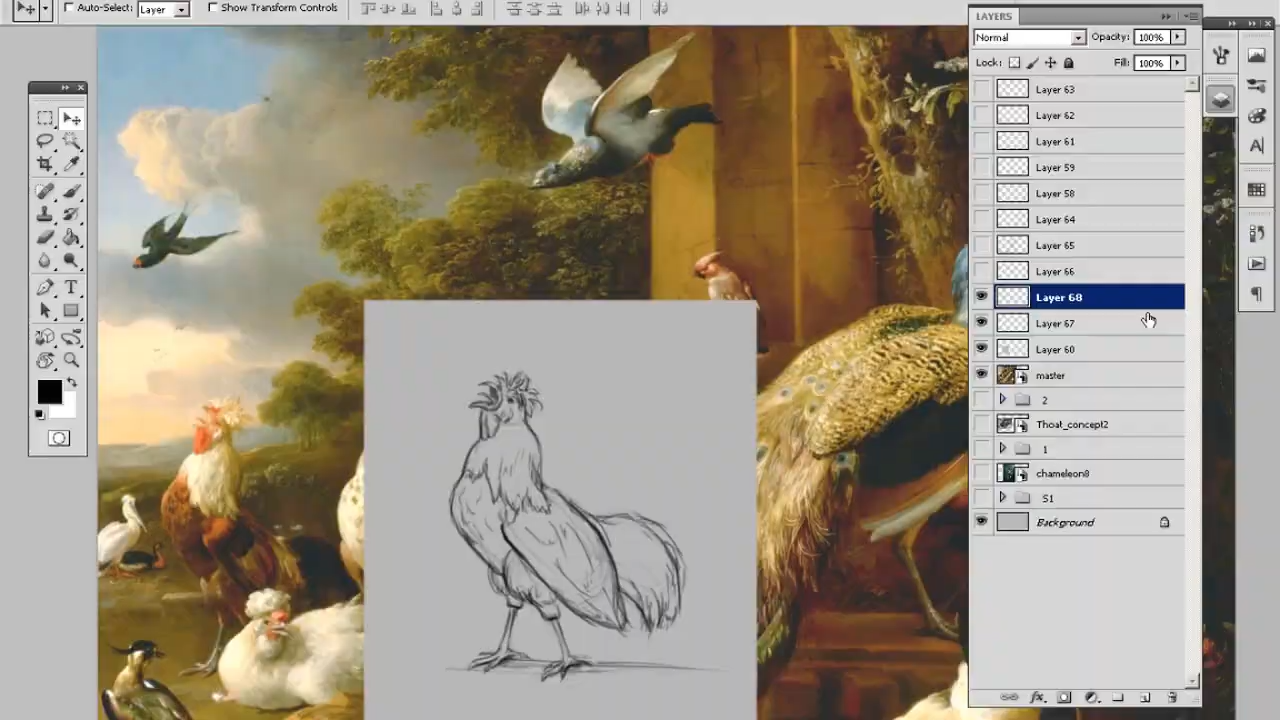 Auto-Select: Layer Show Transform Controls
LAYERS
Normal Opacity: 100%
Lock: Fill: 100%
Layer 63
Layer 62
Layer 61
Layer 59
Layer 58
Layer 64
Layer 65
Layer 66
Layer 68
Layer 67
Layer 60
master
2
Thoat_concept2
1
chameleon8
S1
Background